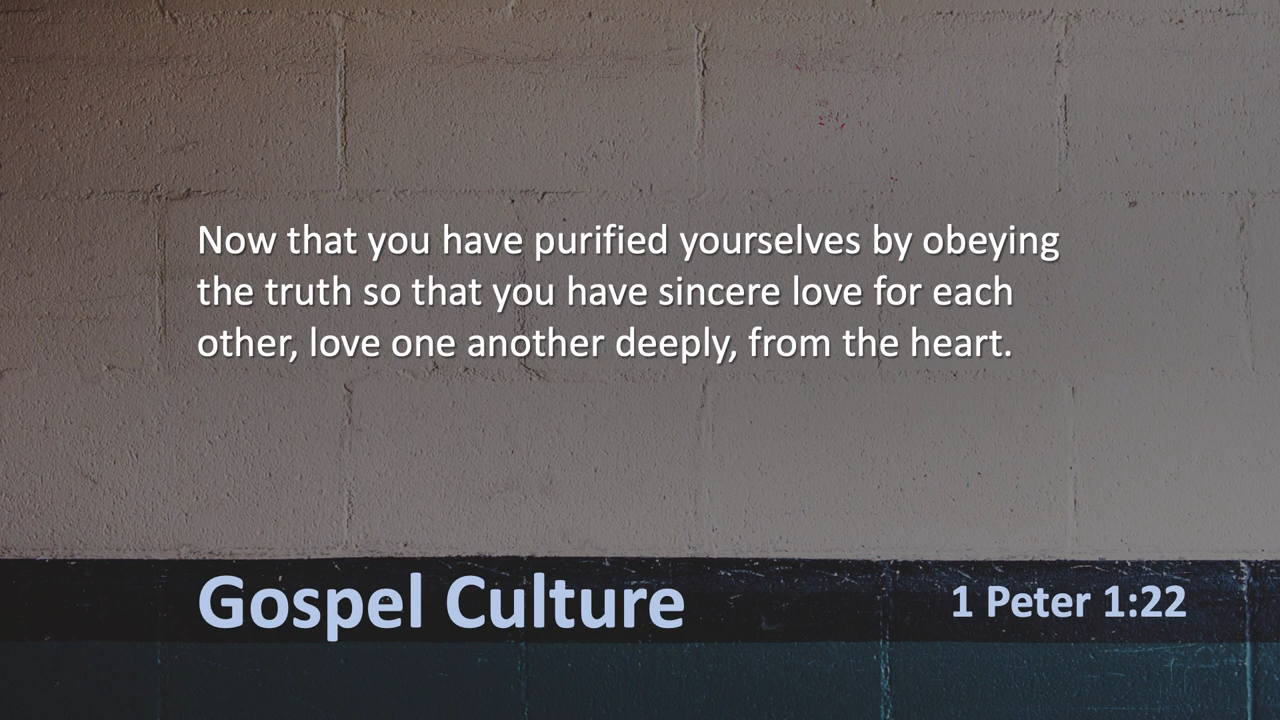 Now that you have purified yourselves by obeying
the truth so that you have sincere love for each
other, love one another deeply, from the heart.
Gospel Culture
1 Peter 1:22